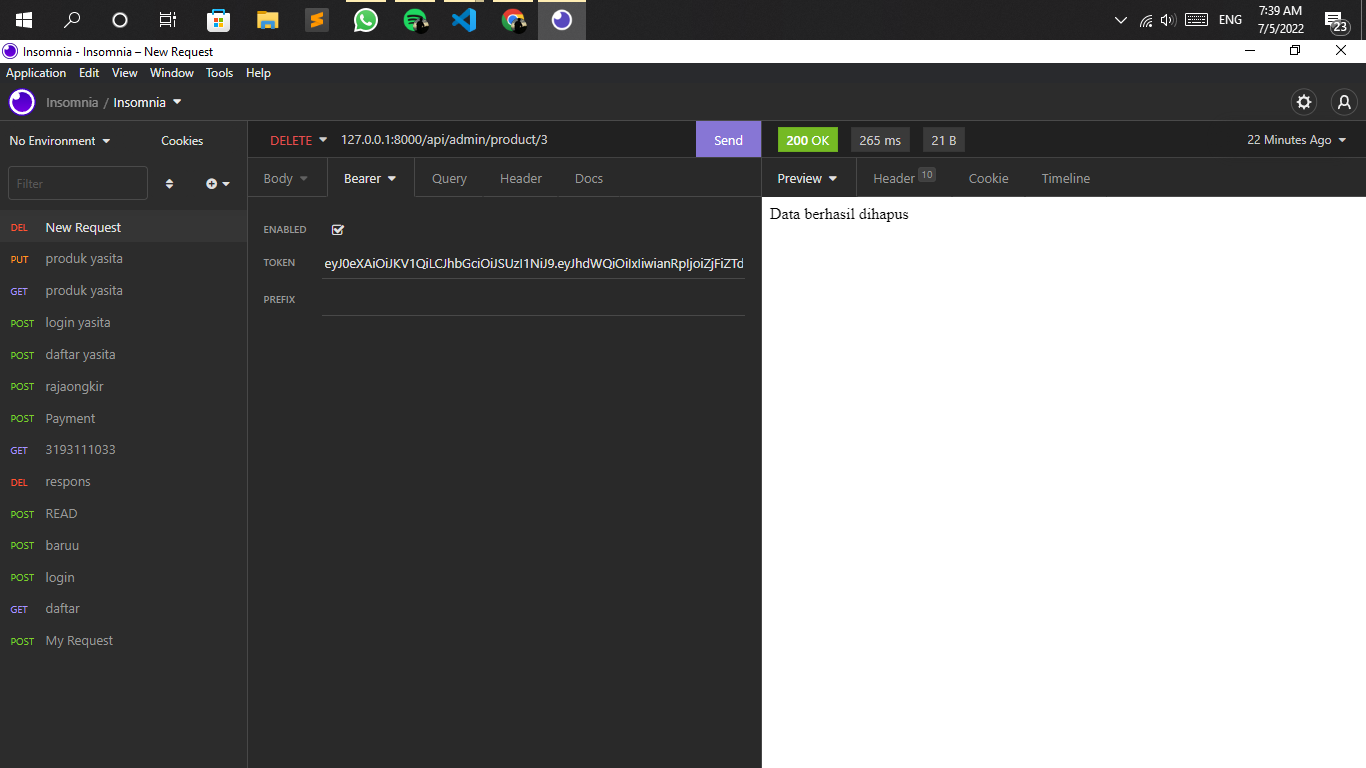 ENG
7:39 AM
7/5/2022
23
Insomnia - Insomnia – New Request
Application Edit View Window Tools Help
Insomnia / Insomnia
No Environment Cookies
DELETE 127.0.0.1:8000/api/admin/product/3 Send
200 OK 265 ms 21 B 22 Minutes Ago
Filter
Body Bearer Query Header Docs
Preview Header 10 Cookie Timeline
DEL New Request
PUT produk yasita
GET produk yasita
POST login yasita
POST daftar yasita
POST rajaongkir
POST Payment
GET 3193111033
DEL respons
POST READ
POST baruu
POST login
GET daftar
POST My Request
ENABLED
TOKEN eyJ0eXAiOiJKV1QiLCJhbGciOiJSUzI1NiJ9.eyJhdWQiOiIxIiwianRpIjoiZjFiZTd
PREFIX
Data berhasil dihapus